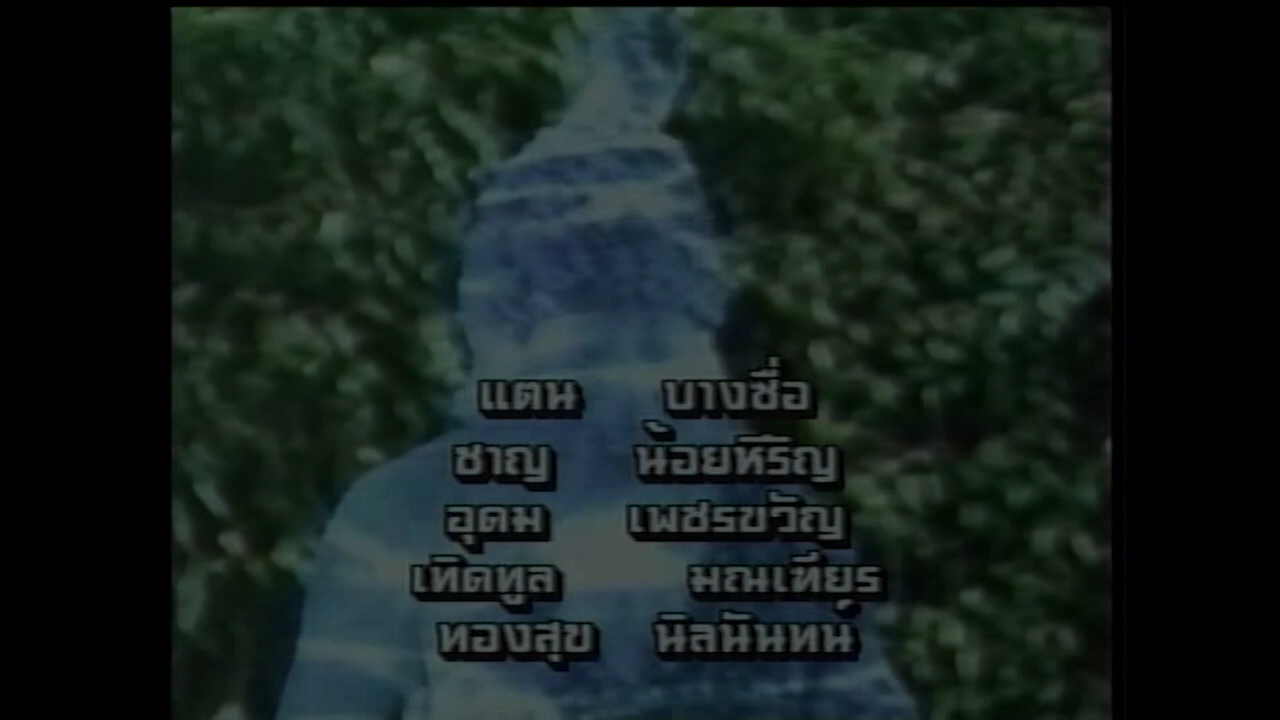 แตน บางซื่อ
ชาญ น้อยหิริญ
อุดม เพชรขวัญ
เทิดทูล มณเฑียร
ทองสุข นิลนันทน์